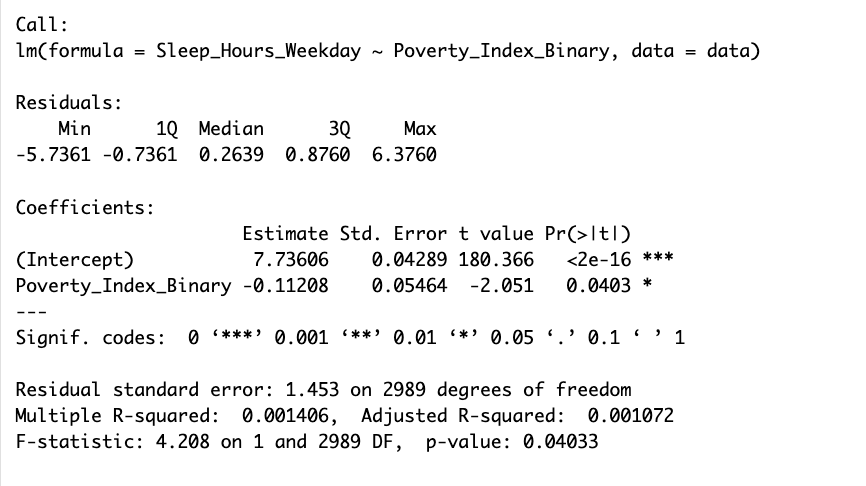 Call:
lm(formula = Sleep_Hours_Weekday ~ Poverty_Index_Binary, data = data)
Residuals:
Min 1Q Median 3Q Max
-5.7361 -0.7361 0.2639 0.8760 6.3760
Coefficients:
Estimate Std. Error t value Pr(>|t|)
(Intercept) 7.73606 0.04289 180.366 <2e-16 ***
Poverty_Index_Binary -0.11208 0.05464 -2.051 0.0403 *
---
Signif. codes: 0 ‘***’ 0.001 ‘**’ 0.01 ‘*’ 0.05 ‘.’ 0.1 ‘ ’ 1
Residual standard error: 1.453 on 2989 degrees of freedom
Multiple R-squared: 0.001406, Adjusted R-squared: 0.001072
F-statistic: 4.208 on 1 and 2989 DF, p-value: 0.04033